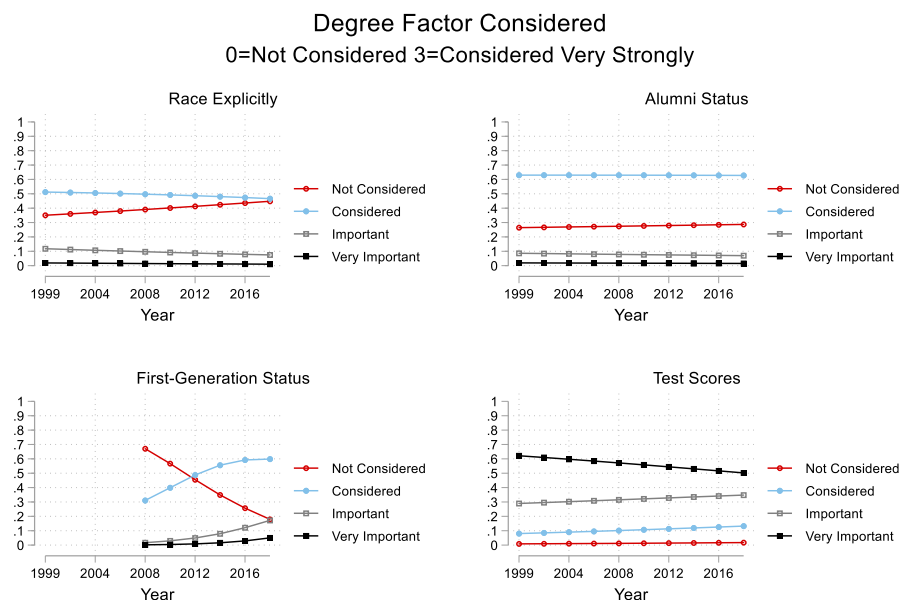 Degree Factor Considered
0=Not Considered 3=Considered Very Strongly
Race Explicitly
1
.9
.8
.7
.6
.5
.4
.3
.2
.1
0
1999 2004 2008 2012 2016
Year
Not Considered
Considered
Important
Very Important
Alumni Status
1
.9
.8
.7
.6
.5
.4
.3
.2
.1
0
1999 2004 2008 2012 2016
Year
Not Considered
Considered
Important
Very Important
First-Generation Status
1
.9
.8
.7
.6
.5
.4
.3
.2
.1
0
1999 2004 2008 2012 2016
Year
Not Considered
Considered
Important
Very Important
Test Scores
1
.9
.8
.7
.6
.5
.4
.3
.2
.1
0
1999 2004 2008 2012 2016
Year
Not Considered
Considered
Important
Very Important